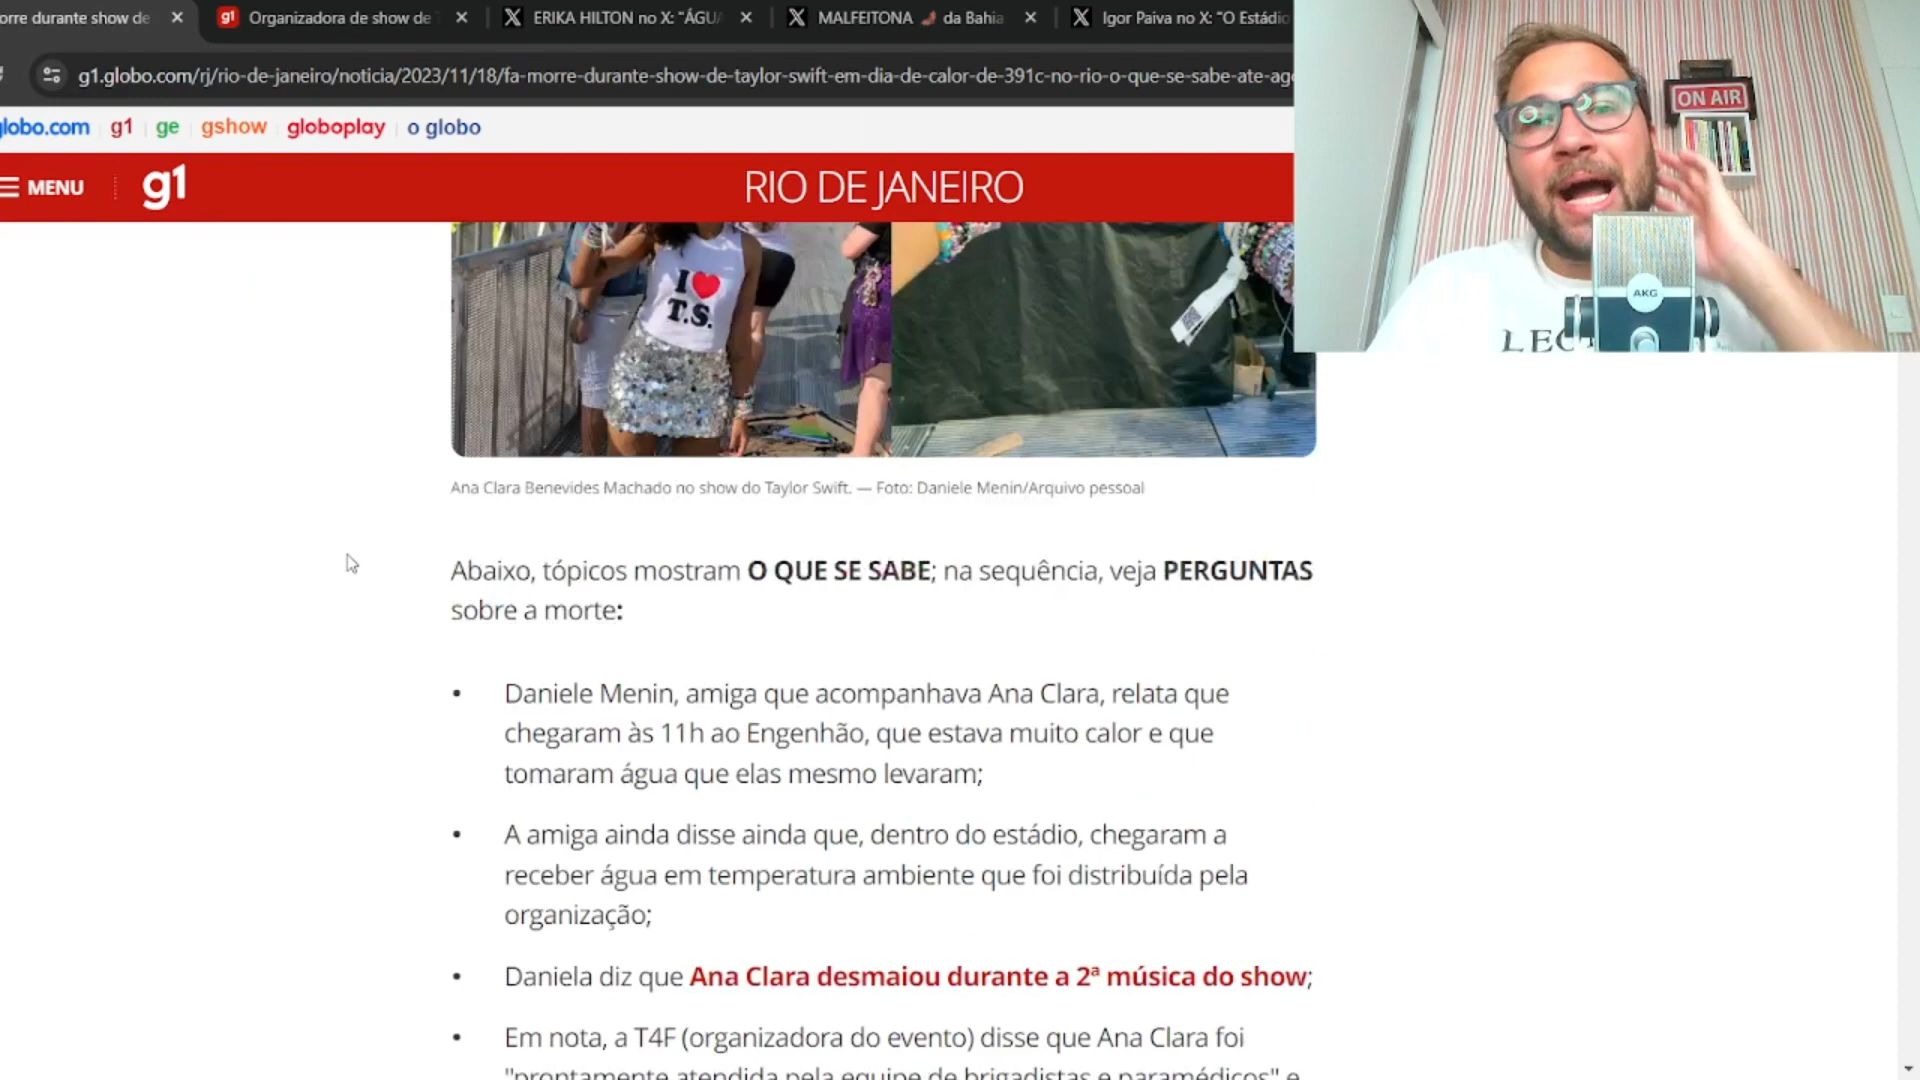 orre durante show de
g1 Organizadora de show de
X ERIKA HILTON no X: "ÁGU
X MALFEITONA da Bahia
X Igor Paiva no X: "O Estádio
g1.globo.com/rj/rio-de-janeiro/noticia/2023/11/18/fa-morre-durante-show-de-taylor-swift-em-dia-de-calor-de-391c-no-rio-o-que-se-sabe-ate-ago
globo.com g1 ge gshow globoplay o globo
MENU g1 RIO DE JANEIRO
ON AIR
AKG
I ❤ T.S.
Ana Clara Benevides Machado no show do Taylor Swift. — Foto: Daniele Menin/Arquivo pessoal
Abaixo, tópicos mostram O QUE SE SABE; na sequência, veja PERGUNTAS
sobre a morte:
• Daniele Menin, amiga que acompanhava Ana Clara, relata que
chegaram às 11h ao Engenhão, que estava muito calor e que
tomaram água que elas mesmo levaram;
• A amiga ainda disse ainda que, dentro do estádio, chegaram a
receber água em temperatura ambiente que foi distribuída pela
organização;
• Daniela diz que Ana Clara desmaiou durante a 2ª música do show;
• Em nota, a T4F (organizadora do evento) disse que Ana Clara foi
"prontamente atendida pela equipe de brigadistas e paramédicos" e